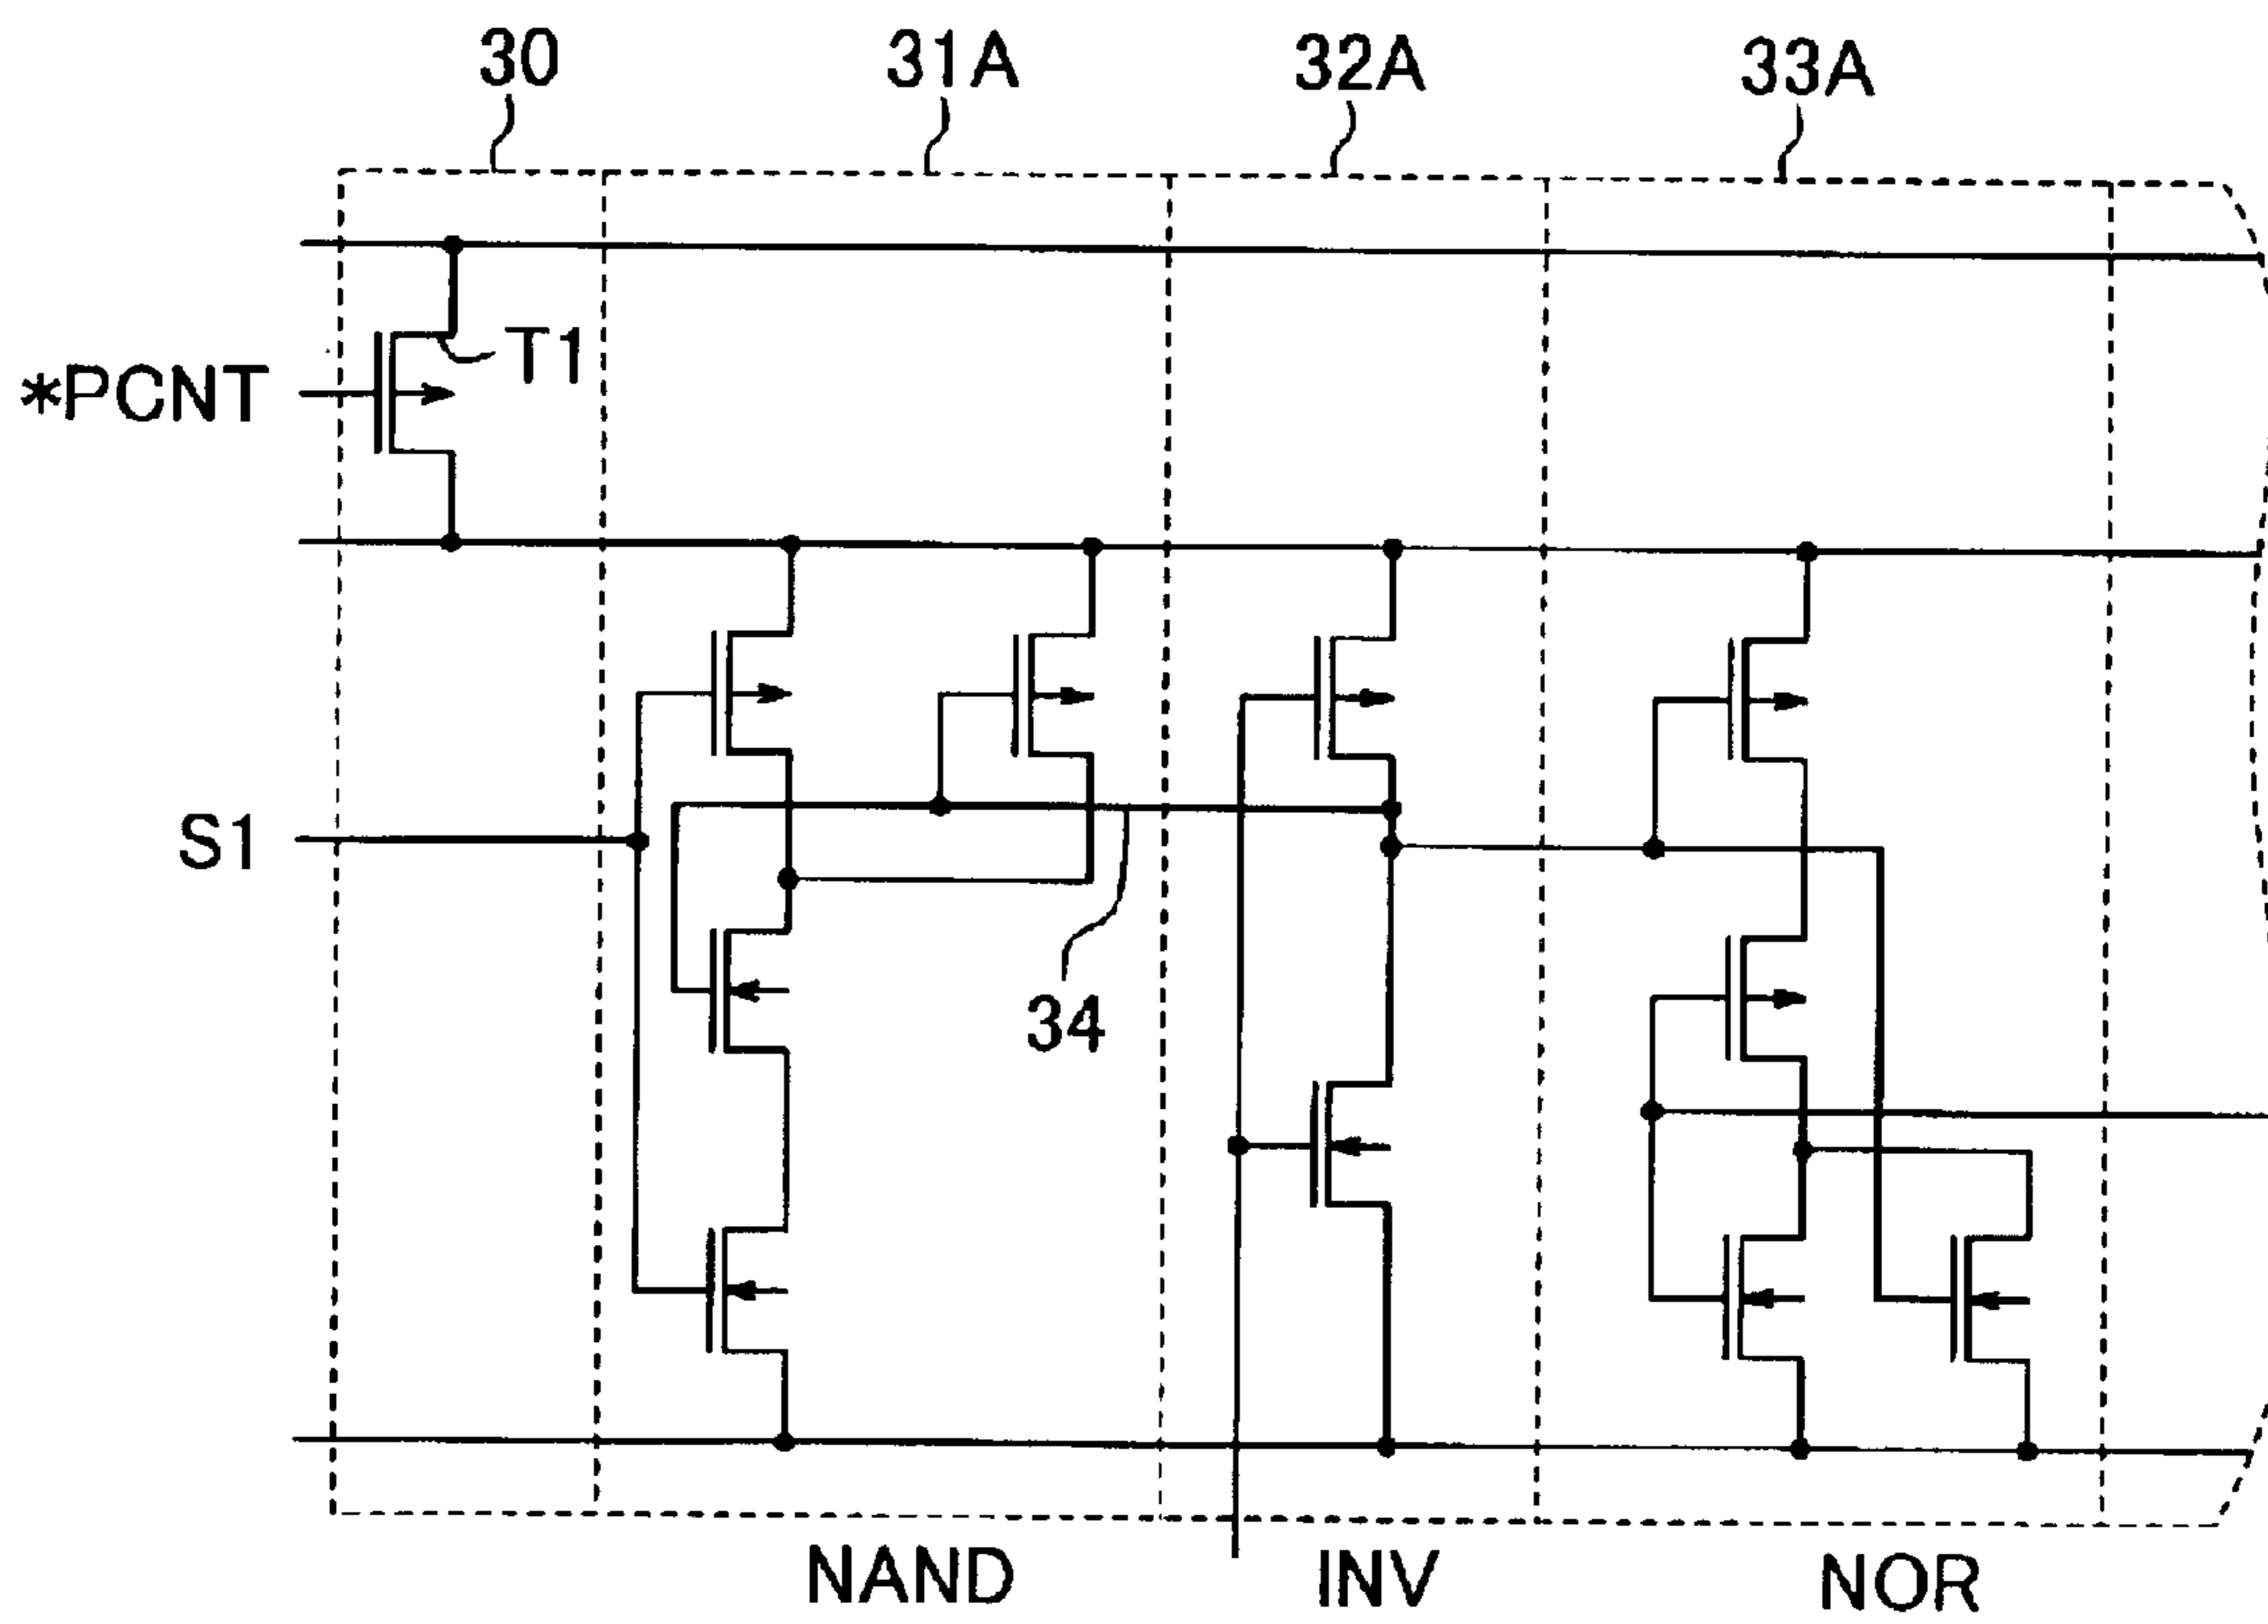 30
31A
32A
33A
T1
*PCNT
S1
34
NAND
INV
NOR